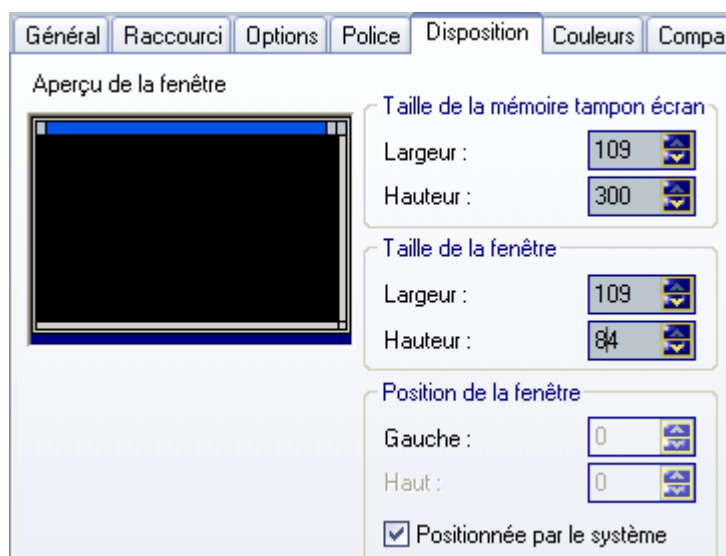 Général Raccourci Options Police Disposition Couleurs Compa
Aperçu de la fenêtre
Taille de la mémoire tampon écran
Largeur : 109
Hauteur : 300
Taille de la fenêtre
Largeur : 109
Hauteur : 84
Position de la fenêtre
Gauche : 0
Haut : 0
Positionnée par le système